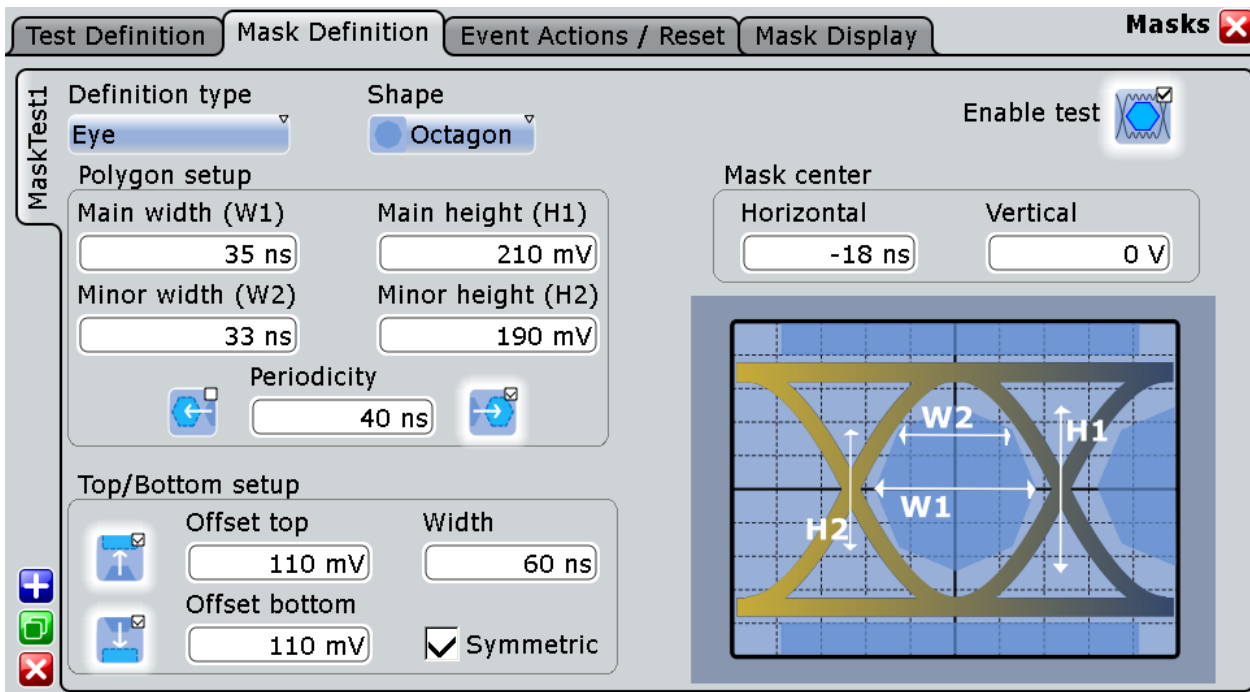 Test Definition Mask Definition Event Actions / Reset Mask Display Masks
MaskTest1
Definition type Shape
Enable test
Eye Octagon
Polygon setup Mask center
Main width (W1) Main height (H1) Horizontal Vertical
35 ns 210 mV -18 ns 0 V
Minor width (W2) Minor height (H2)
33 ns 190 mV
Periodicity
40 ns
W2 H1
W1
H2
Top/Bottom setup
Offset top Width
110 mV 60 ns
Offset bottom
110 mV Symmetric